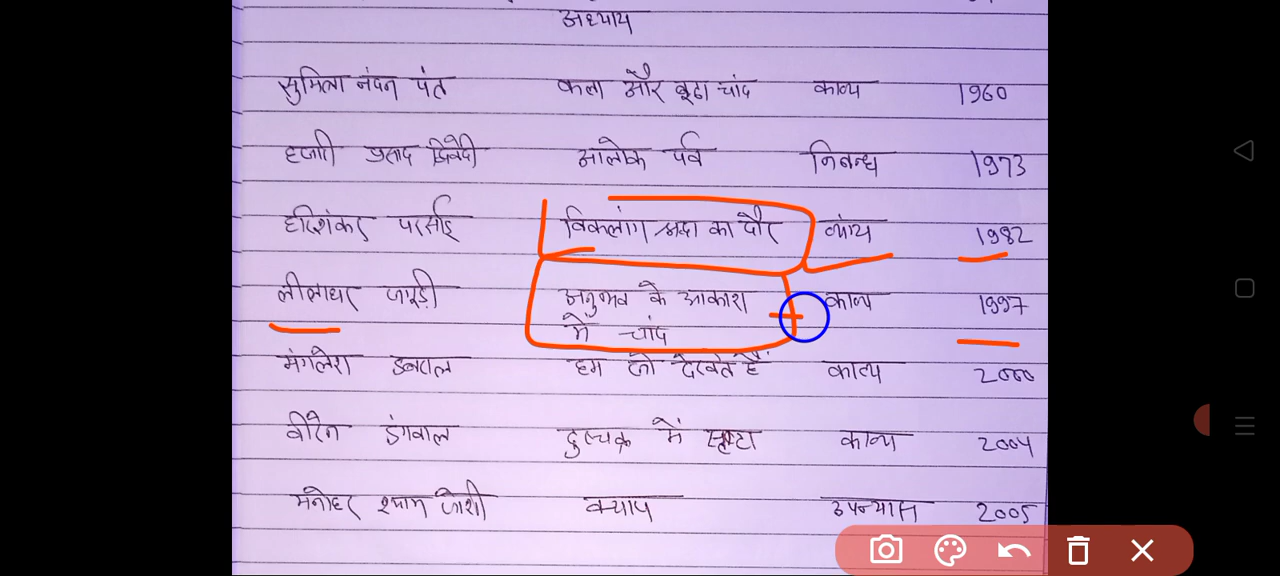 अध्याय
सुमित्रा नंदन पंत कला और बूढा चांद काव्य 1960
हजारी प्रसाद द्विवेदी आलोक पर्व निबन्ध 1973
हरिशंकर परसाई विकलांग श्रद्धा का दौर व्यंग्य 1982
लीलाधर जगूड़ी अनुभव के आकाश काव्य 1997
में चांद
मंगलेश डबराल हम जो देखते हैं काव्य 2000
वीरेन डंगवाल दुष्चक्र में स्रष्टा काव्य 2004
मनोहर श्याम जोशी क्याप उपन्यास 2005